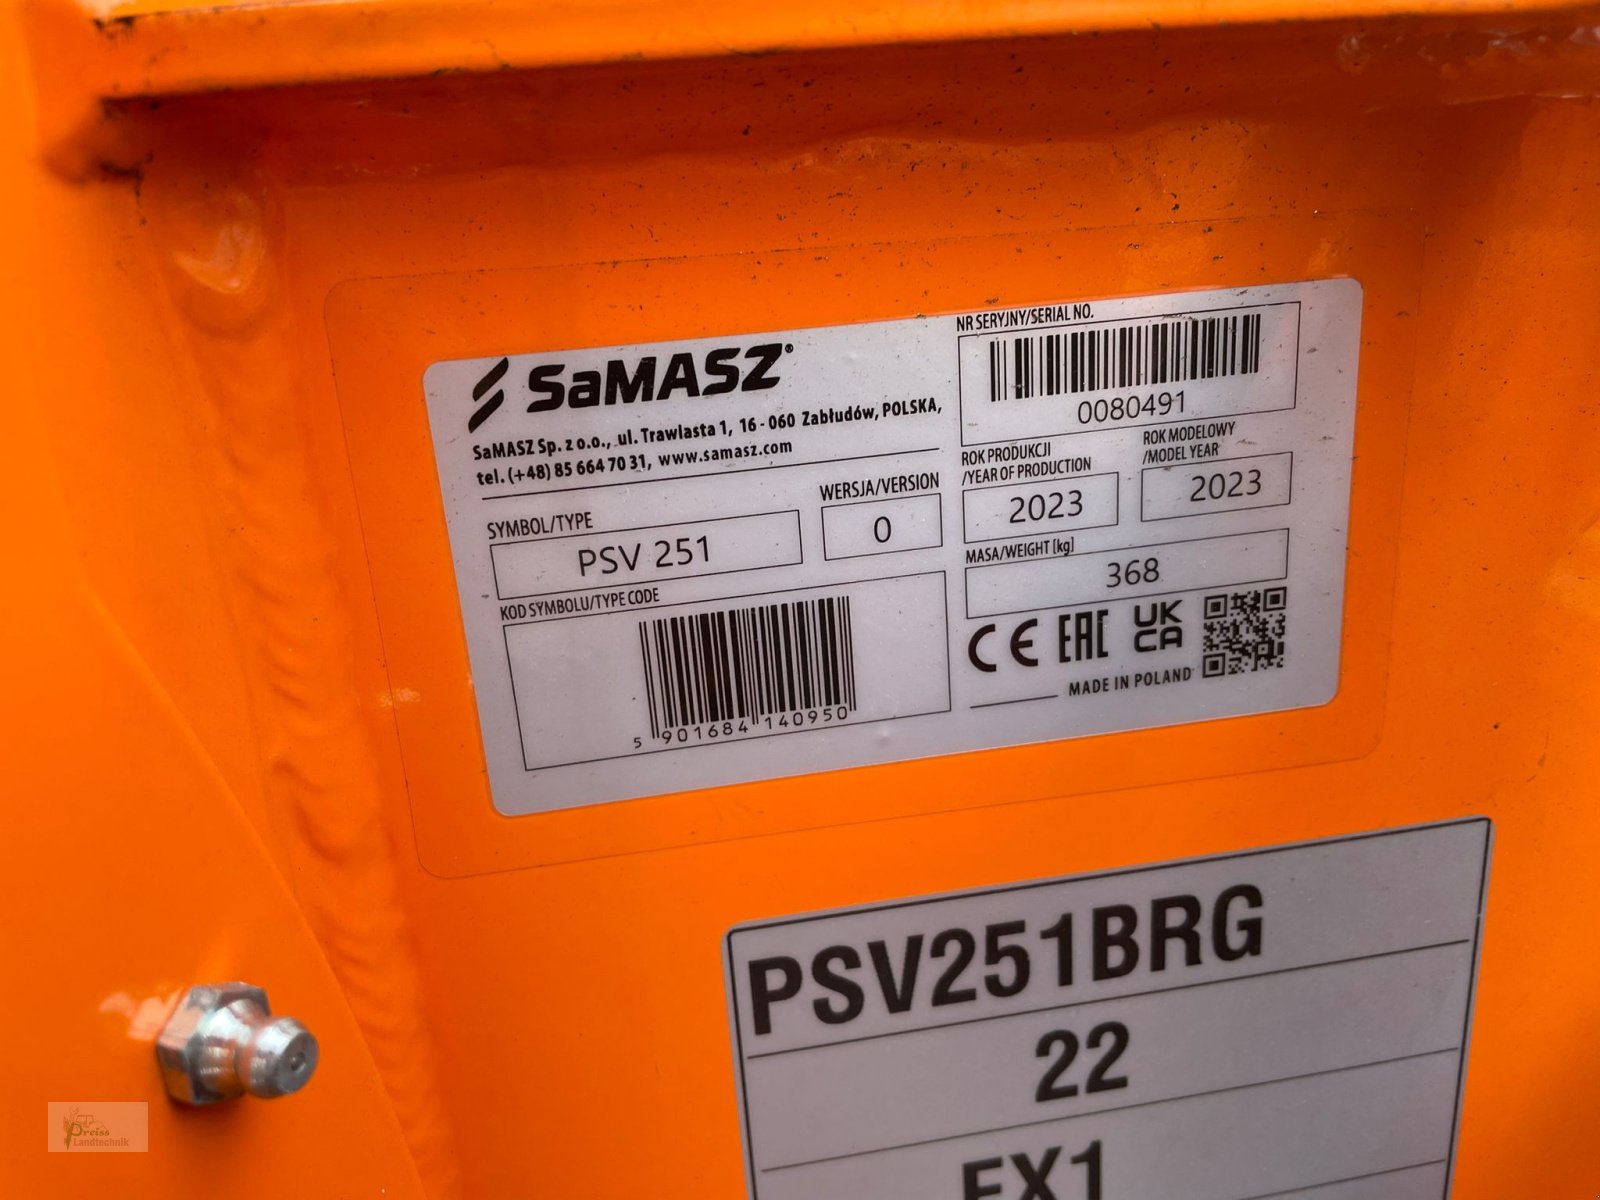 SaMASZ®
SaMASZ Sp. z o.o., ul. Trawlasta 1, 16 - 060 Zabłudów, POLSKA,
tel. (+48) 85 664 70 31, www.samasz.com
SYMBOL/TYPE
PSV 251
WERSJA/VERSION
0
KOD SYMBOLU/TYPE CODE
5 901684 140950
NR SERYJNY/SERIAL NO.
0080491
ROK PRODUKCJI
/YEAR OF PRODUCTION
2023
ROK MODELOWY
/MODEL YEAR
2023
MASA/WEIGHT [kg]
368
CE EAC UK
CA
MADE IN POLAND
PSV251BRG
22
EX1
Preiss
Landtechnik